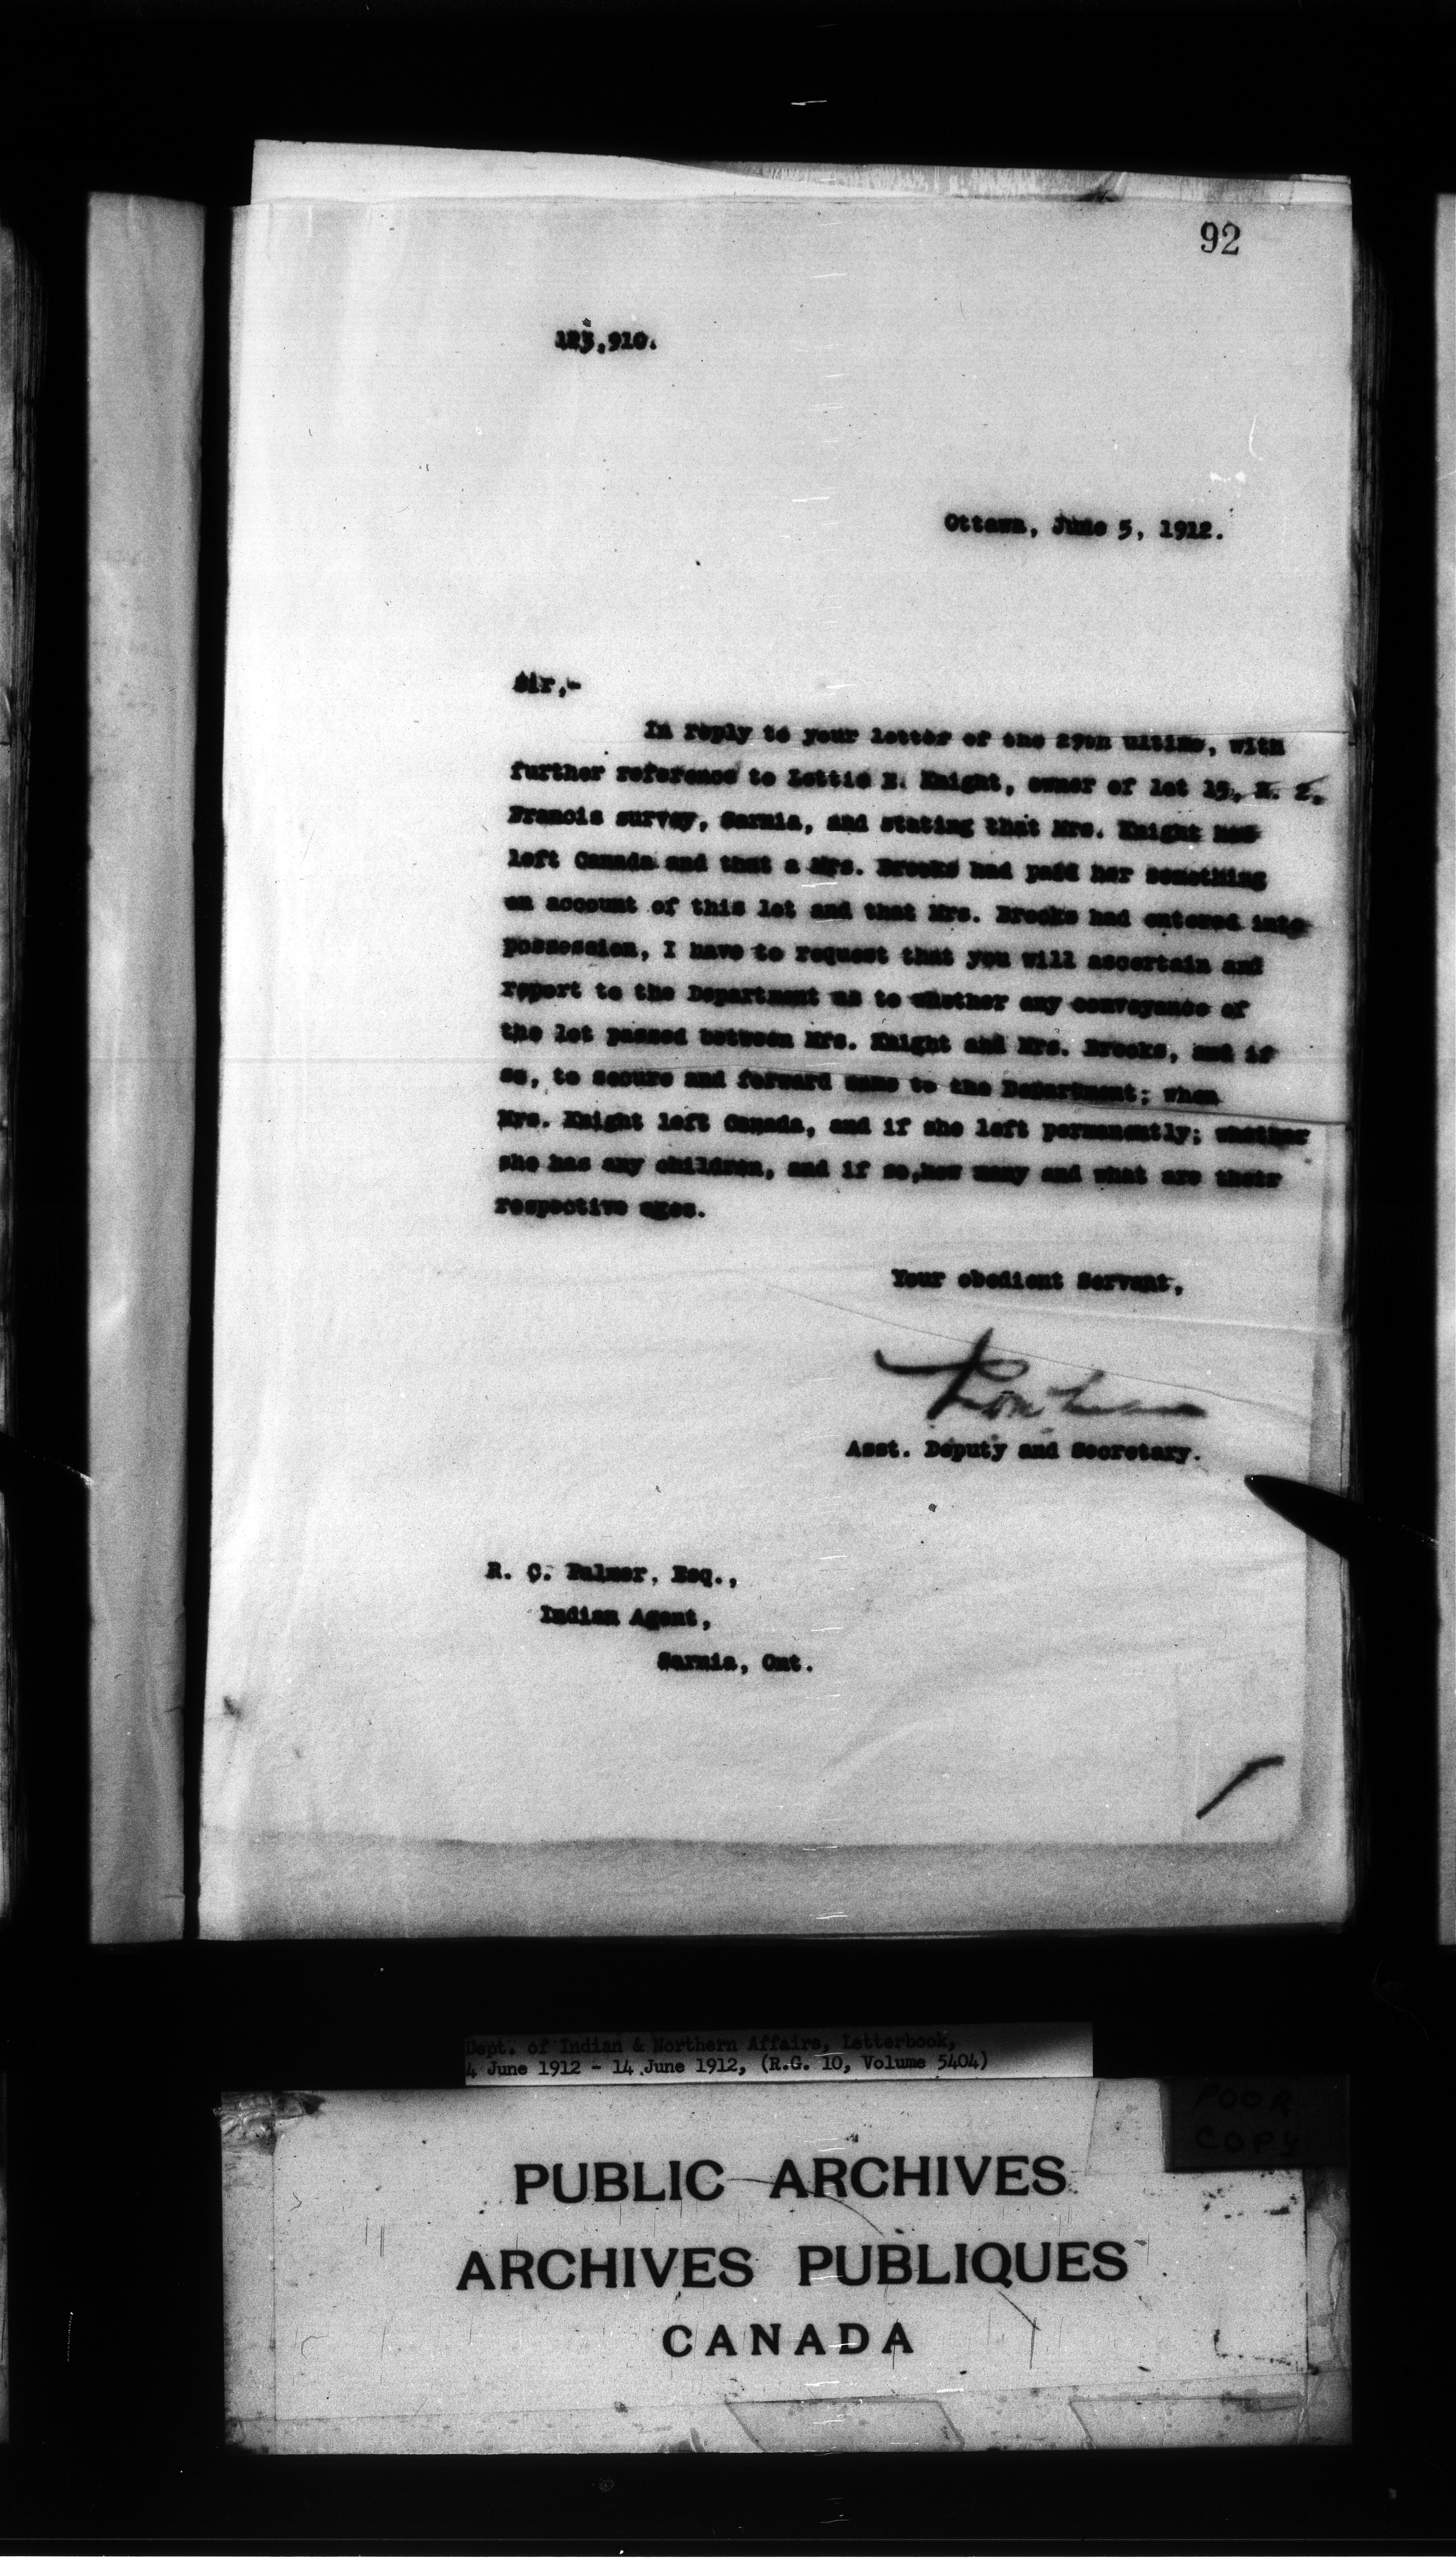 92
123,910.
Ottawa, June 5, 1912.
Sir,-
In reply to your letter of the 29th ultimo, with
further reference to Lettie E. Knight, owner of lot 15,
Francis survey, Sarnia, and stating that Mrs. Knight had
left Canada and that a Mrs. Brooks had paid her something
on account of this lot and that Mrs. Brooks had entered into
possession, I have to request that you will ascertain and
report to the Department as to whether any conveyance of
the lot passed between Mrs. Knight and Mrs. Brooks, and if
so, to secure and forward same to the Department; when
Mrs. Knight left Canada, and if she left permanently; whether
she has any children, and if so,how many and what are their
respective ages.
Your obedient Servant,
Asst. Deputy and Secretary.
R. C. Palmer, Esq.,
Indian Agent,
Sarnia, Ont.
Dept. of Indian & Northern Affairs, Letterbook,
4 June 1912 - 14 June 1912, (R.G. 10, Volume 5404)
POOR
COPY
PUBLIC ARCHIVES
ARCHIVES PUBLIQUES
CANADA